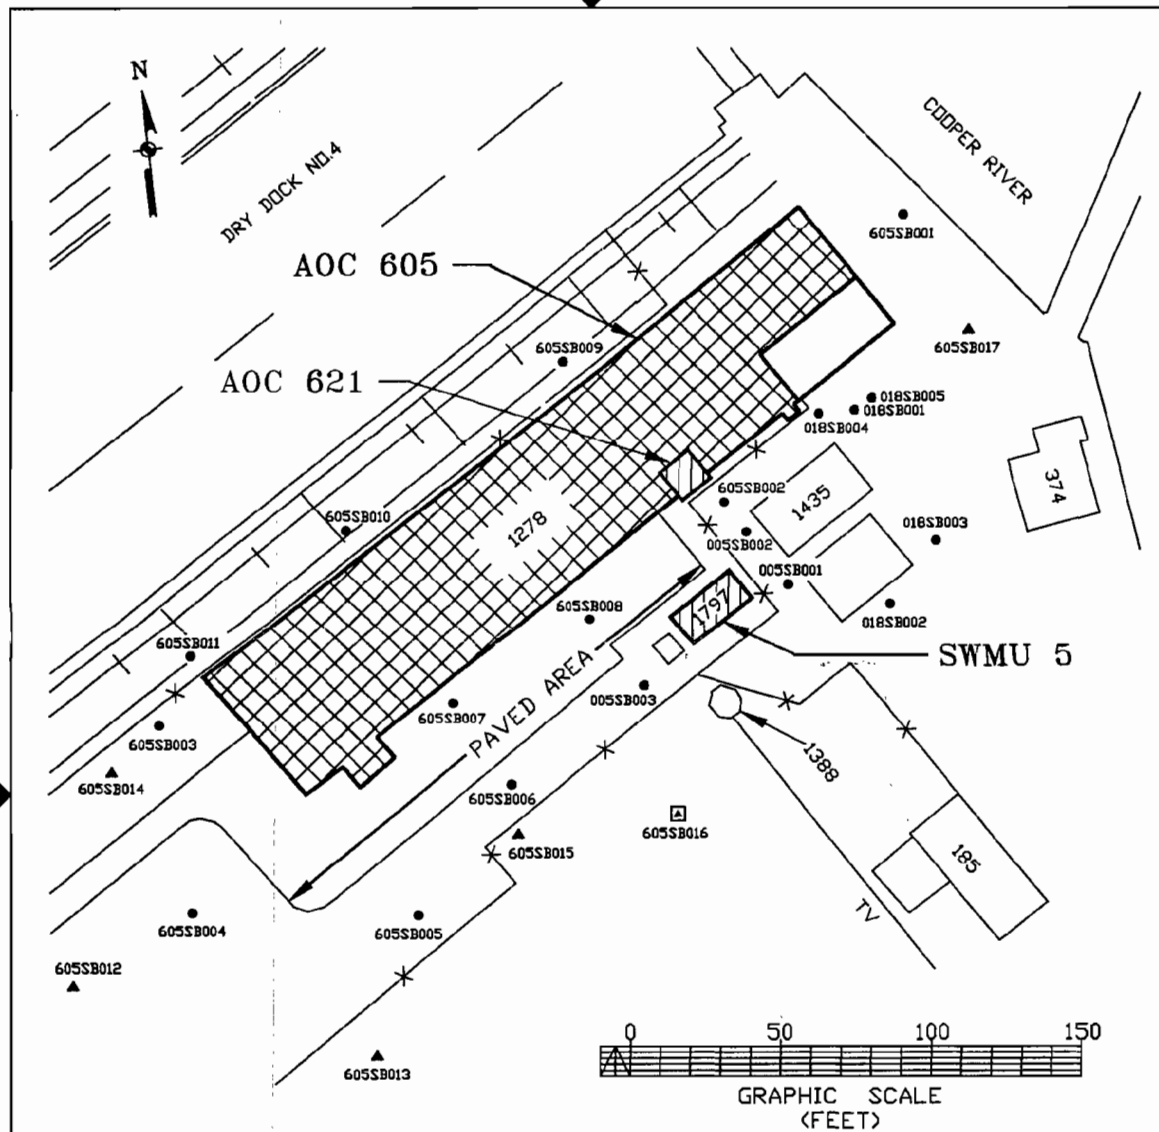 N
COOPER RIVER
DRY DOCK NO.4
605SB001
AOC 605
605SB017
605SB009
AOC 621
018SB005
018SB001
018SB004
374
605SB002
1435
605SB010
1278
005SB002
018SB003
005SB001
605SB008
1797
018SB002
605SB011
SWMU 5
PAVED AREA
005SB003
605SB007
605SB003
1388
605SB014
605SB006
605SB016
605SB015
185
TV
605SB004
605SB005
605SB012
605SB013
0 50 100 150
GRAPHIC SCALE
(FEET)